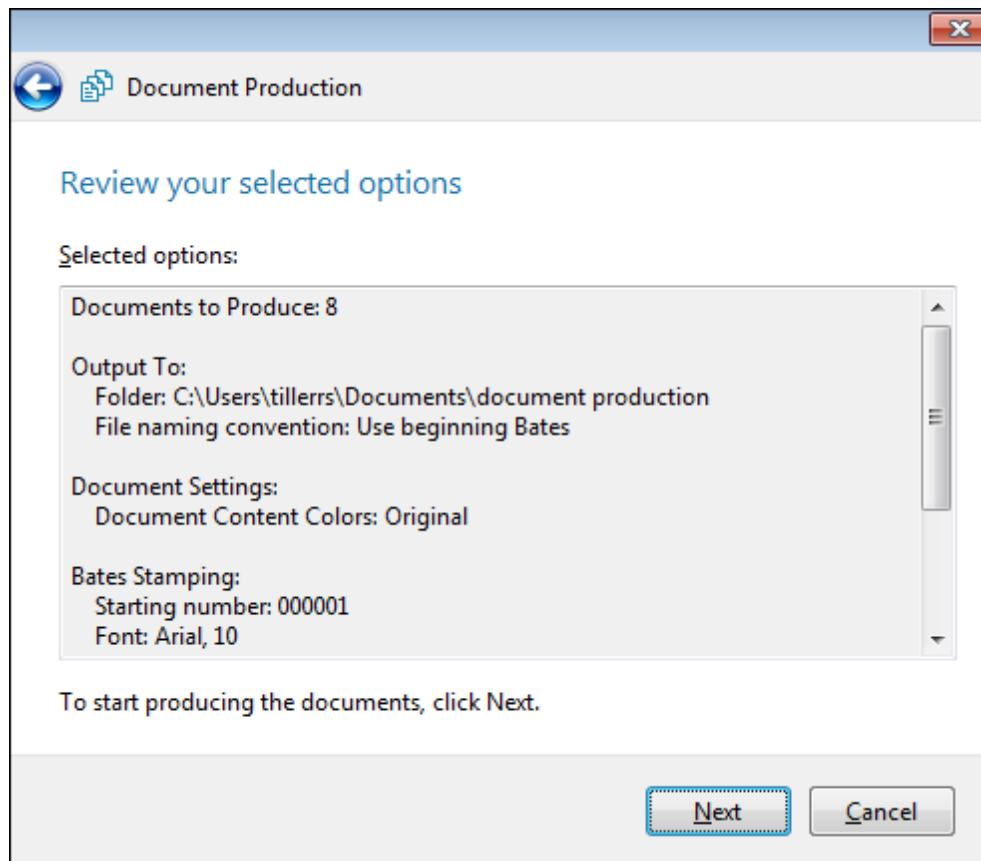 Document Production
Review your selected options
Selected options:
Documents to Produce: 8
Output To:
Folder: C:\Users\tillerrs\Documents\document production
File naming convention: Use beginning Bates
Document Settings:
Document Content Colors: Original
Bates Stamping:
Starting number: 000001
Font: Arial, 10
To start producing the documents, click Next.
Next
Cancel